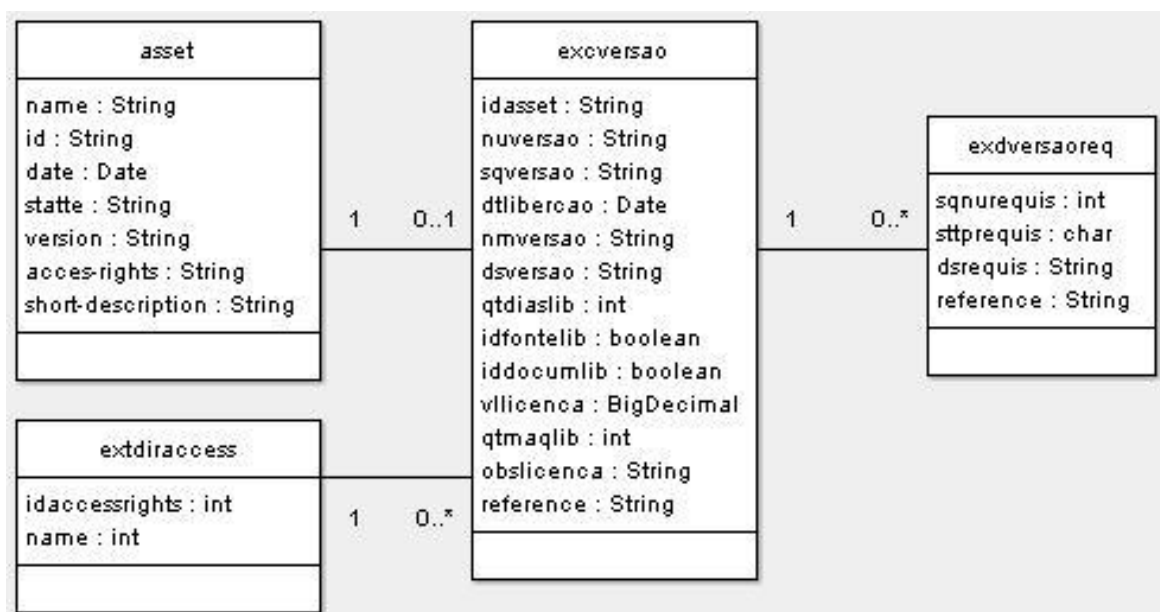 asset
name : String
id : String
date : Date
statte : String
version : String
acces-rights : String
short-description : String
1
0..1
excversao
idasset : String
nuversao : String
sqversao : String
dtlibercao : Date
nmversao : String
dsversao : String
qtdiaslib : int
idfontelib : boolean
iddocumlib : boolean
vllicenca : BigDecimal
qtmaqlib : int
obslicenca : String
reference : String
1
0..*
exdversaoreq
sqnurequis : int
sttprequis : char
dsrequis : String
reference : String
extdiraccess
idaccessrights : int
name : int
1
0..*